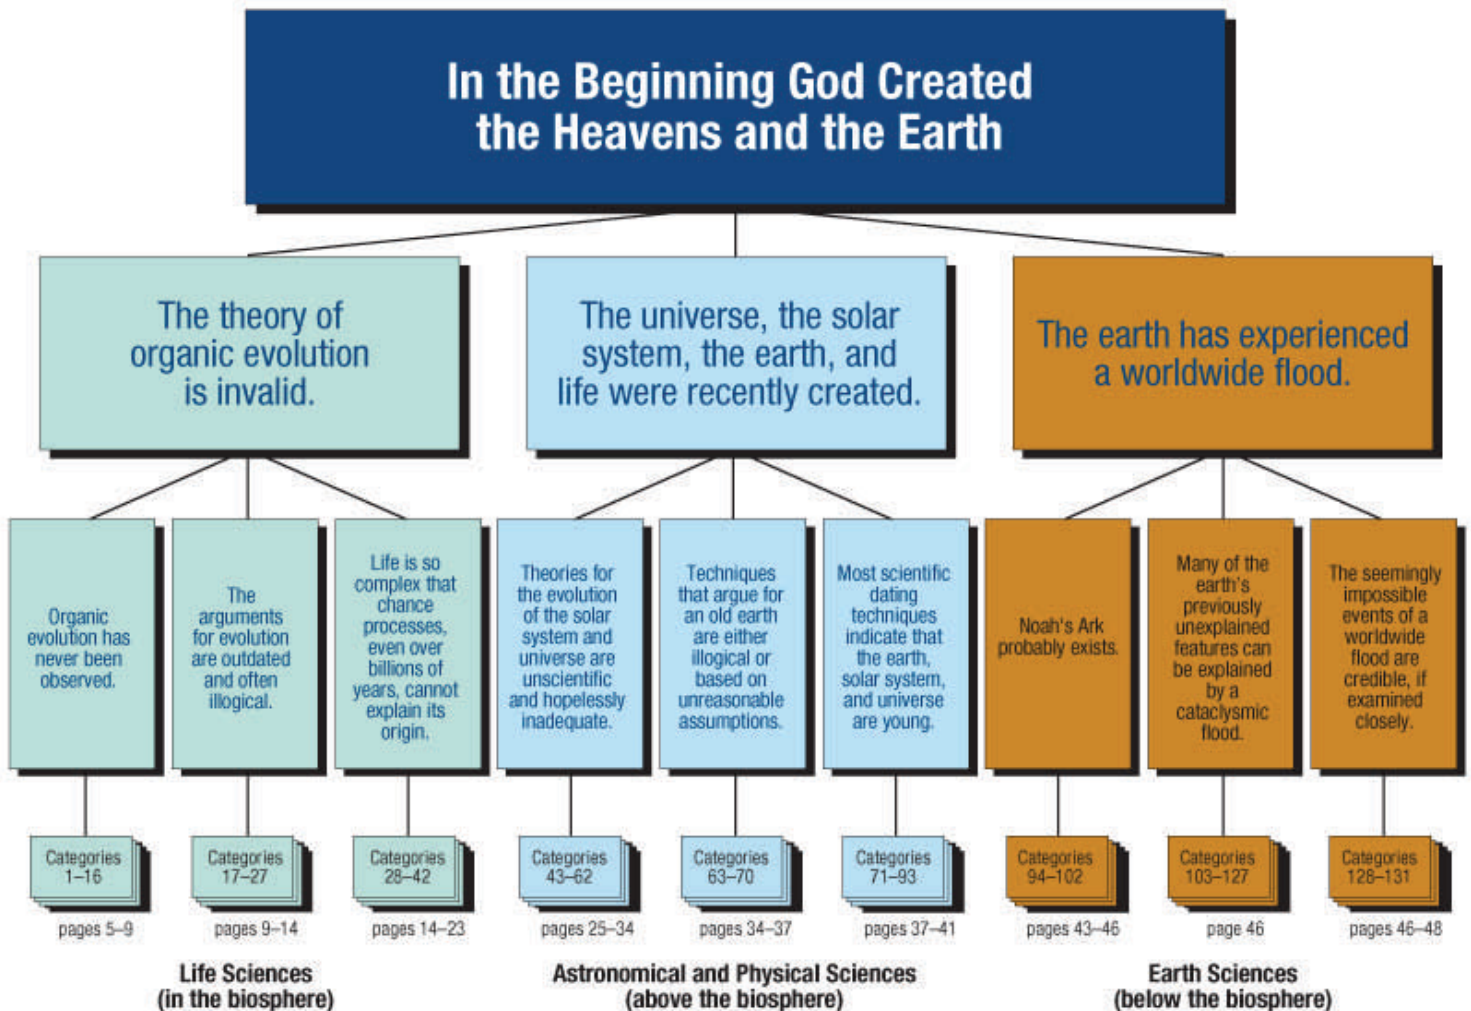 In the Beginning God Created
the Heavens and the Earth
The theory of
organic evolution
is invalid.
The universe, the solar
system, the earth, and
life were recently created.
The earth has experienced
a worldwide flood.
Organic
evolution has
never been
observed.
The
arguments
for evolution
are outdated
and often
illogical.
Life is so
complex that
chance
processes,
even over
billions of
years, cannot
explain its
origin.
Theories for
the evolution
of the solar
system and
universe are
unscientific
and hopelessly
inadequate.
Techniques
that argue for
an old earth
are either
illogical or
based on
unreasonable
assumptions.
Most scientific
dating
techniques
indicate that
the earth,
solar system,
and universe
are young.
Noah's Ark
probably exists.
Many of the
earth's
previously
unexplained
features can
be explained
by a
cataclysmic
flood.
The seemingly
impossible
events of a
worldwide
flood are
credible, if
examined
closely.
Categories
1–16
Categories
17–27
Categories
28–42
Categories
43–62
Categories
63–70
Categories
71–93
Categories
94–102
Categories
103–127
Categories
128–131
pages 5–9
pages 9–14
pages 14–23
pages 25–34
pages 34–37
pages 37–41
pages 43–46
page 46
pages 46–48
Life Sciences
(in the biosphere)
Astronomical and Physical Sciences
(above the biosphere)
Earth Sciences
(below the biosphere)